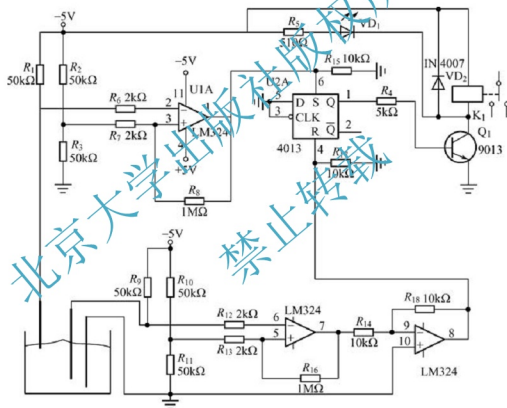 −5V
R₁
50kΩ
R₂
50kΩ
R₃
50kΩ
−5V
11
U1A
R₆ 2kΩ
2
R₇ 2kΩ
3
LM324
4
+5V
R₈
1MΩ
R₅
510Ω
VD₁
R₁₅ 10kΩ
U2A
6
5
D S Q
1
3
CLK
R Q̅
2
4013
4
10kΩ
R₄
5kΩ
IN4007
VD₂
K₁
Q₁
9013
−5V
R₉
50kΩ
R₁₀
50kΩ
R₁₁
50kΩ
R₁₂ 2kΩ
6
R₁₃ 2kΩ
5
LM324
7
R₁₆
1MΩ
R₁₄
10kΩ
R₁₈ 10kΩ
9
10
8
LM324
北京大学出版社版权所有
禁止转载